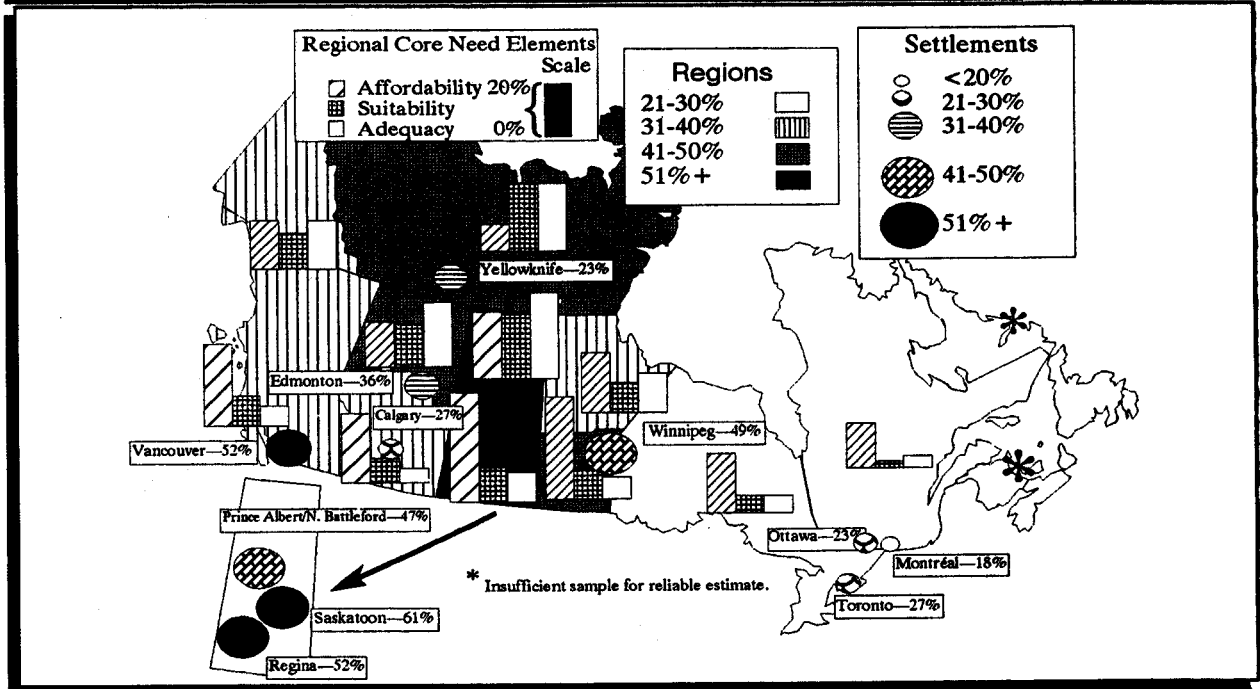 Regional Core Need Elements
Scale
Affordability 20%
Suitability
Adequacy 0%
Regions
21-30%
31-40%
41-50%
51%+
Settlements
<20%
21-30%
31-40%
41-50%
51%+
Yellowknife—23%
Edmonton—36%
Calgary—27%
Vancouver—52%
Winnipeg—49%
Prince Albert/N. Battleford—47%
Ottawa—23%
Montréal—18%
* Insufficient sample for reliable estimate.
Toronto—27%
Saskatoon—61%
Regina—52%